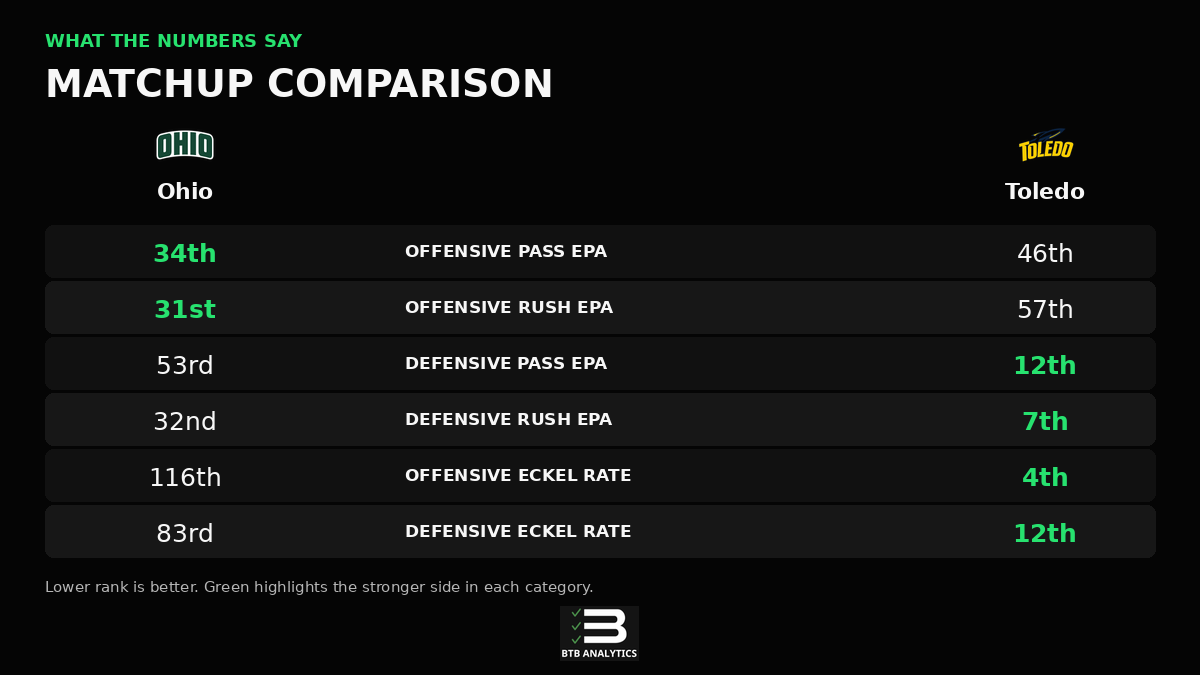 WHAT THE NUMBERS SAY
MATCHUP COMPARISON
OHIO
TOLEDO
Ohio
Toledo
34th OFFENSIVE PASS EPA 46th
31st OFFENSIVE RUSH EPA 57th
53rd DEFENSIVE PASS EPA 12th
32nd DEFENSIVE RUSH EPA 7th
116th OFFENSIVE ECKEL RATE 4th
83rd DEFENSIVE ECKEL RATE 12th
Lower rank is better. Green highlights the stronger side in each category.
B
BTB ANALYTICS